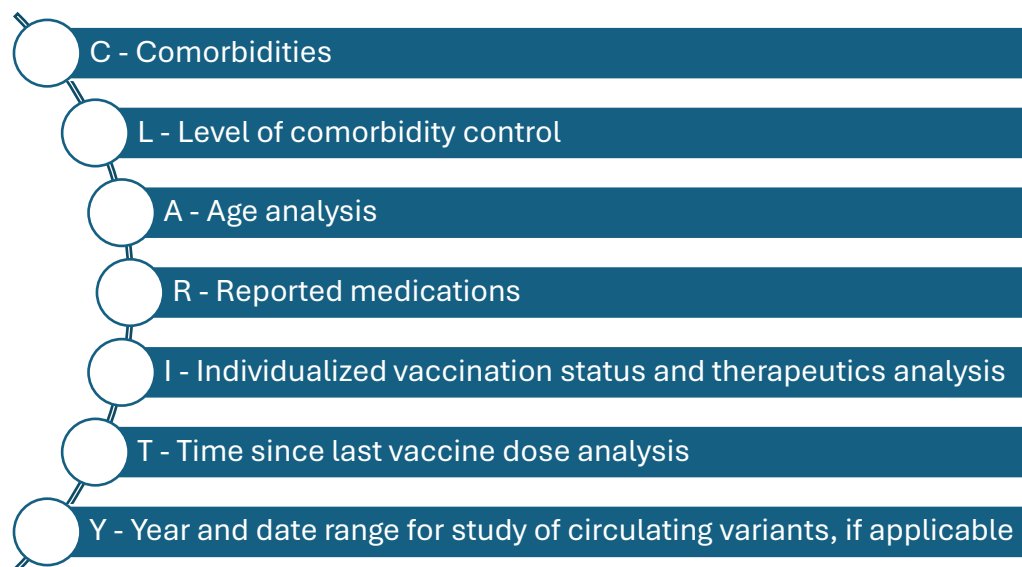 C - Comorbidities
L - Level of comorbidity control
A - Age analysis
R - Reported medications
I - Individualized vaccination status and therapeutics analysis
T - Time since last vaccine dose analysis
Y - Year and date range for study of circulating variants, if applicable